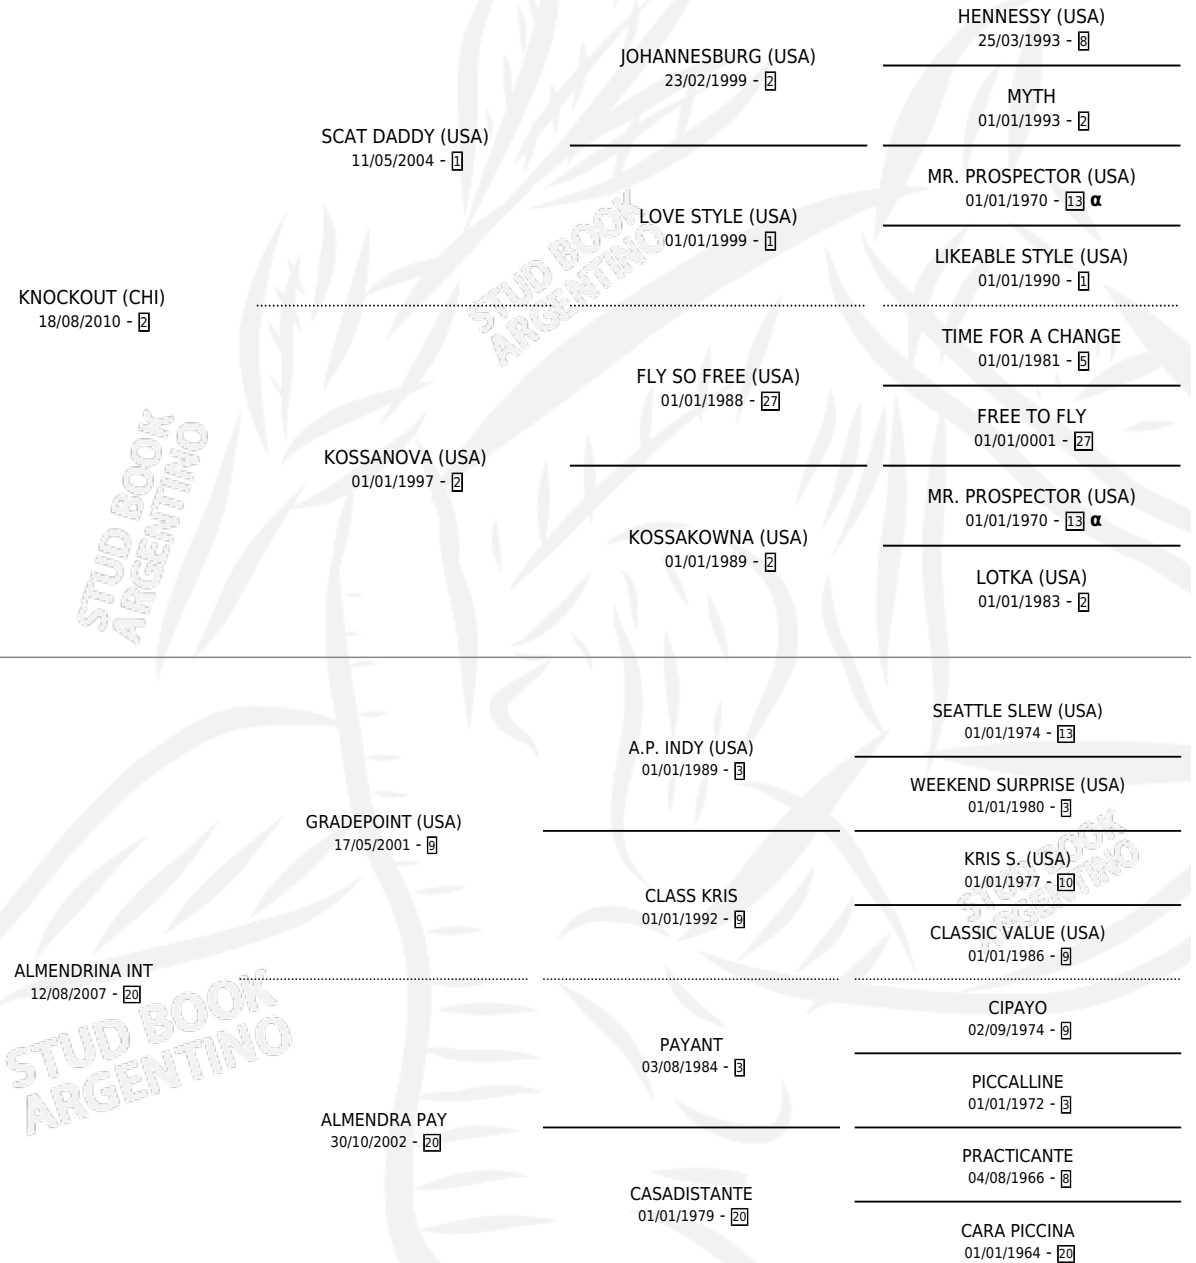 HENNESSY (USA)
25/03/1993 - 8
JOHANNESBURG (USA)
23/02/1999 - 2
MYTH
01/01/1993 - 2
SCAT DADDY (USA)
11/05/2004 - 1
MR. PROSPECTOR (USA)
01/01/1970 - 13 α
LOVE STYLE (USA)
01/01/1999 - 1
LIKEABLE STYLE (USA)
01/01/1990 - 1
STUD BOOK
ARGENTINO
KNOCKOUT (CHI)
18/08/2010 - 2
TIME FOR A CHANGE
01/01/1981 - 5
FLY SO FREE (USA)
01/01/1988 - 27
FREE TO FLY
01/01/0001 - 27
KOSSANOVA (USA)
01/01/1997 - 2
MR. PROSPECTOR (USA)
01/01/1970 - 13 α
KOSSAKOWNA (USA)
01/01/1989 - 2
LOTKA (USA)
01/01/1983 - 2
STUD BOOK
ARGENTINO
SEATTLE SLEW (USA)
01/01/1974 - 13
A.P. INDY (USA)
01/01/1989 - 3
WEEKEND SURPRISE (USA)
01/01/1980 - 3
GRADEPOINT (USA)
17/05/2001 - 9
KRIS S. (USA)
01/01/1977 - 10
CLASS KRIS
01/01/1992 - 9
CLASSIC VALUE (USA)
01/01/1986 - 9
STUD BOOK
ARGENTINO
ALMENDRINA INT
12/08/2007 - 20
CIPAYO
02/09/1974 - 9
PAYANT
03/08/1984 - 3
PICCALLINE
01/01/1972 - 3
STUD BOOK
ARGENTINO
ALMENDRA PAY
30/10/2002 - 20
PRACTICANTE
04/08/1966 - 8
CASADISTANTE
01/01/1979 - 20
CARA PICCINA
01/01/1964 - 20